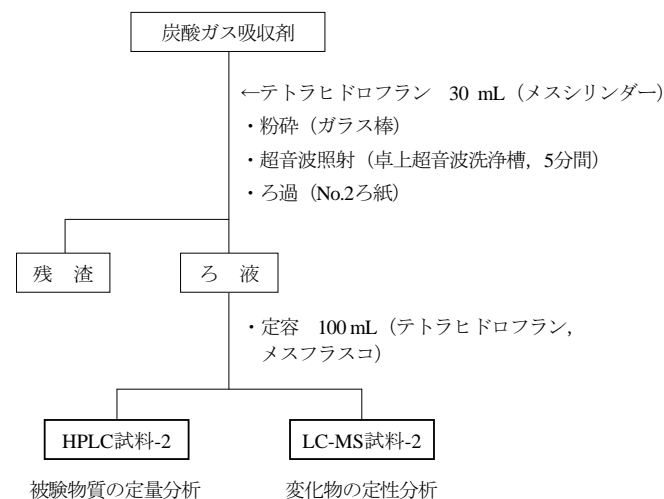 炭酸ガス吸収剤
←テトラヒドロフラン　30 mL（メスシリンダー）
・粉砕（ガラス棒）
・超音波照射（卓上超音波洗浄槽，5分間）
・ろ過（No.2ろ紙）
残　渣
ろ　液
・定容　100 mL（テトラヒドロフラン，
メスフラスコ）
HPLC試料-2
LC-MS試料-2
被験物質の定量分析
変化物の定性分析